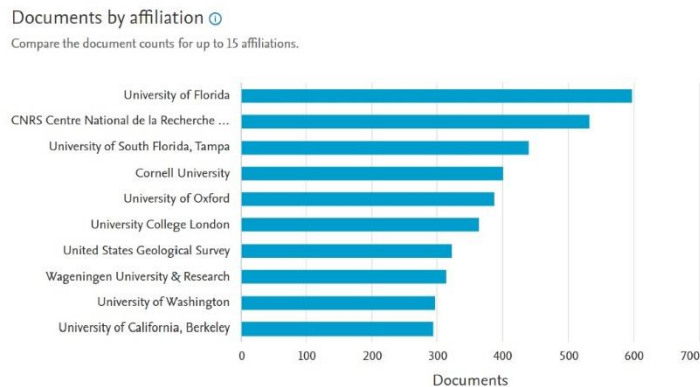 Documents by affiliation
Compare the document counts for up to 15 affiliations.
University of Florida
CNRS Centre National de la Recherche ...
University of South Florida, Tampa
Cornell University
University of Oxford
University College London
United States Geological Survey
Wageningen University & Research
University of Washington
University of California, Berkeley
0 100 200 300 400 500 600 700
Documents